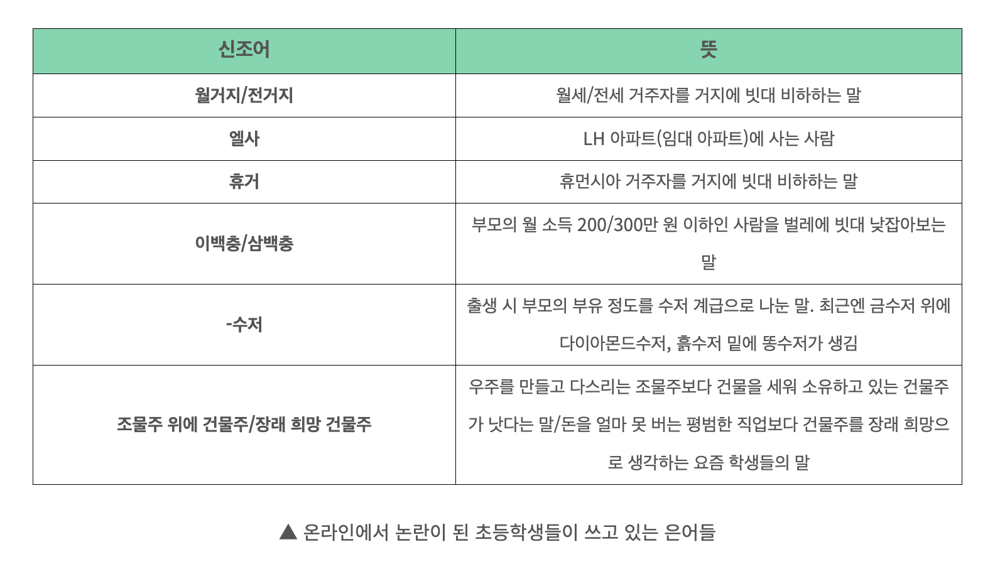 신조어 뜻
월거지/전거지 월세/전세 거주자를 거지에 빗대 비하하는 말
엘사 LH 아파트(임대 아파트)에 사는 사람
휴거 휴먼시아 거주자를 거지에 빗대 비하하는 말
이백충/삼백충 부모의 월 소득 200/300만 원 이하인 사람을 벌레에 빗대 낮잡아보는
말
-수저 출생 시 부모의 부유 정도를 수저 계급으로 나눈 말. 최근엔 금수저 위에
다이아몬드수저, 흙수저 밑에 똥수저가 생김
조물주 위에 건물주/장래 희망 건물주 우주를 만들고 다스리는 조물주보다 건물을 세워 소유하고 있는 건물주
가 낫다는 말/돈을 얼마 못 버는 평범한 직업보다 건물주를 장래 희망으
로 생각하는 요즘 학생들의 말
▲ 온라인에서 논란이 된 초등학생들이 쓰고 있는 은어들